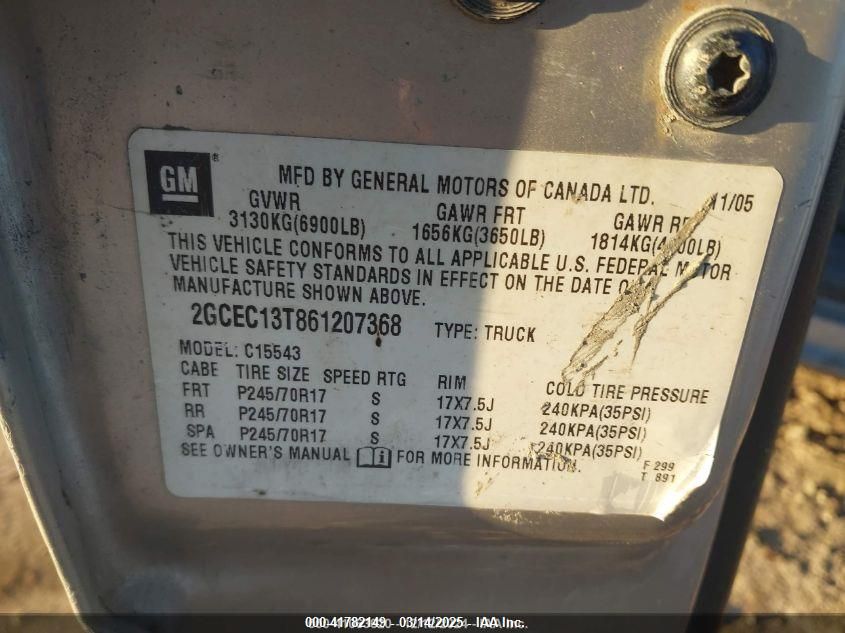 GM®
MFD BY GENERAL MOTORS OF CANADA LTD. 11/05
GVWR GAWR FRT GAWR
3130KG(6900LB) 1656KG(3650LB)
THIS VEHICLE CONFORMS TO ALL APPLICABLE U.S. FEDERAL MOTOR
VEHICLE SAFETY STANDARDS IN EFFECT ON THE DATE OF
MANUFACTURE SHOWN ABOVE.
2GCEC13T861207368 TYPE: TRUCK
MODEL: C15543
CABE TIRE SIZE SPEED RTG RIM COLD TIRE PRESSURE
FRT P245/70R17 S 17X7.5J 240KPA(35PSI)
RR P245/70R17 S 17X7.5J 240KPA(35PSI)
SPA P245/70R17 S 17X7.5J 240KPA(35PSI)
SEE OWNER'S MANUAL FOR MORE INFORMATION.
F 299
T 891
000-41782149 - 03/14/2025 - IAA Inc.